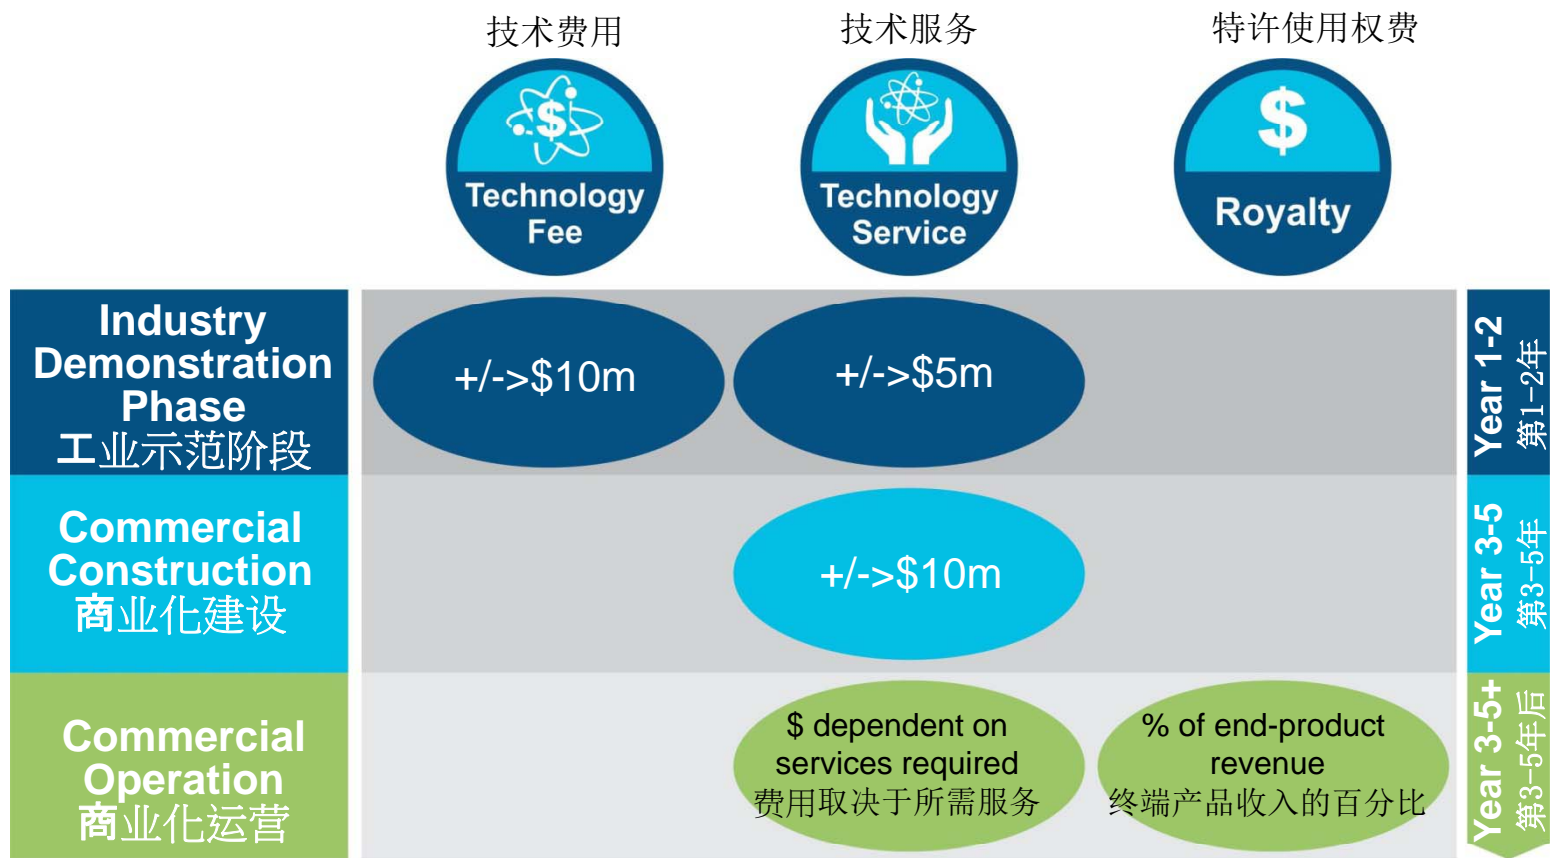 技术费用
技术服务
特许使用权费
$
Technology
Fee
Technology
Service
$
Royalty
Industry
Demonstration
Phase
工业示范阶段
+/->$10m
+/->$5m
Year 1-2
第1-2年
Commercial
Construction
商业化建设
+/->$10m
Year 3-5
第3-5年
Commercial
Operation
商业化运营
$ dependent on
services required
费用取决于所需服务
% of end-product
revenue
终端产品收入的百分比
Year 3-5+
第3-5年后